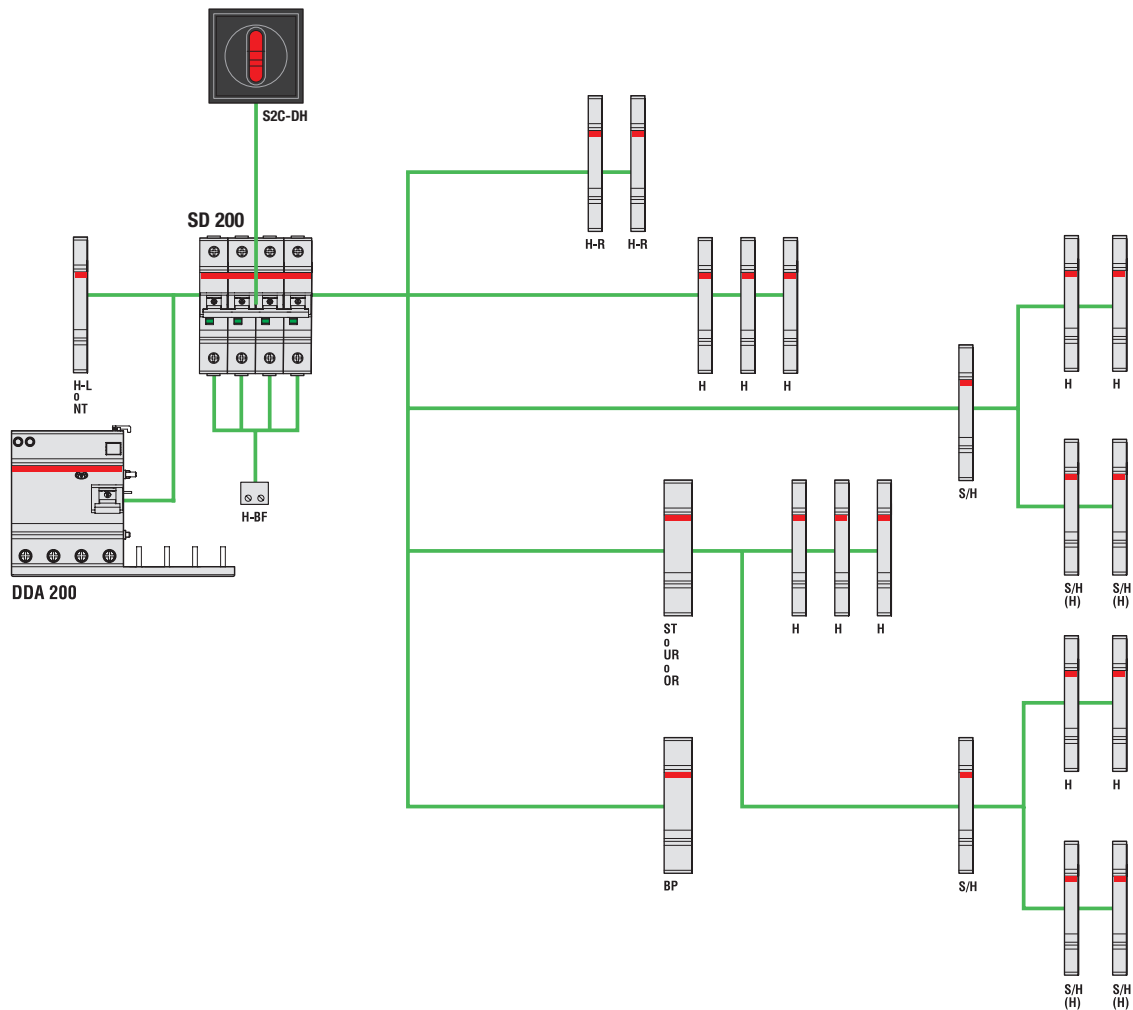 S2C-DH
SD 200
H-R H-R
H-L
o
NT
H H H
H H
S/H
H-BF
DDA 200
S/H
(H)
S/H
(H)
ST
o
UR
o
OR
H H H
H H
BP
S/H
S/H
(H)
S/H
(H)